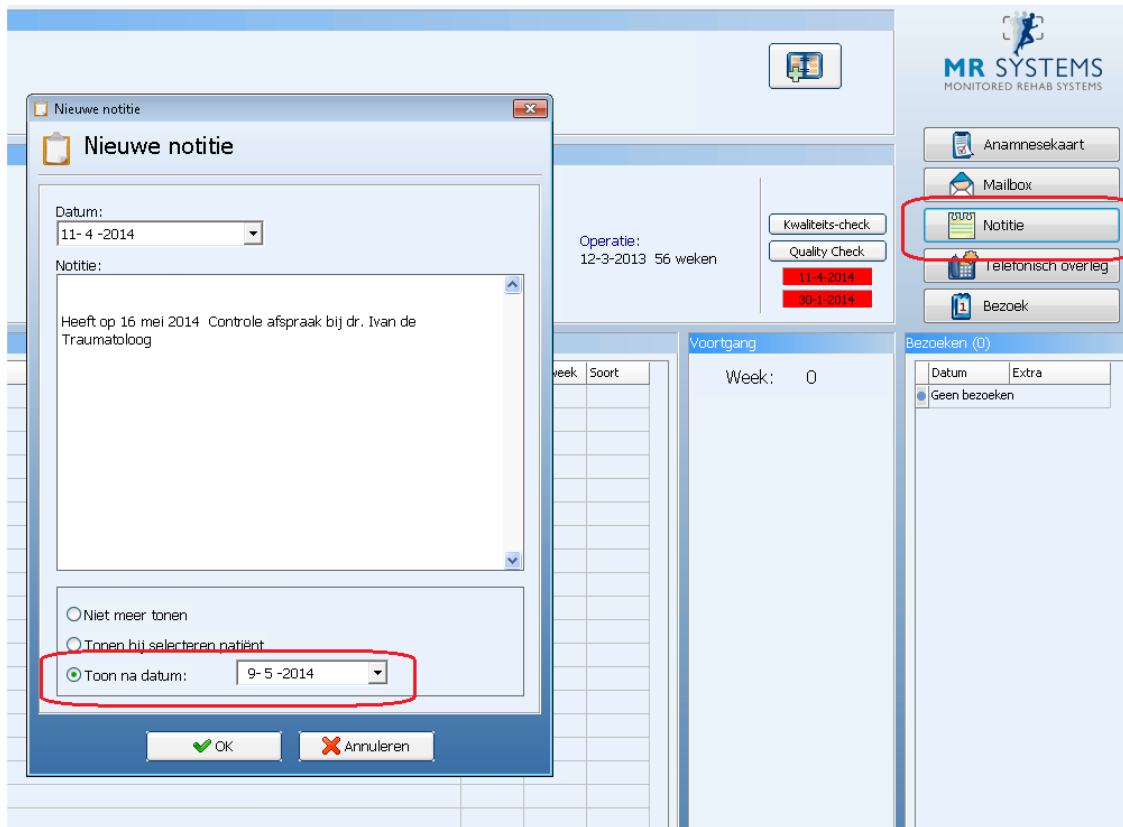 MR SYSTEMS
MONITORED REHAB SYSTEMS
Nieuwe notitie
Nieuwe notitie
Datum:
11- 4 -2014
Notitie:
Heeft op 16 mei 2014 Controle afspraak bij dr. Ivan de
Traumatoloog
Niet meer tonen
Tonen bij selecteren patiënt
Toon na datum:
9- 5 -2014
OK
Annuleren
Operatie:
12-3-2013 56 weken
Kwaliteits-check
Quality Check
11-4-2014
30-1-2014
Anamnesekaart
Mailbox
Notitie
Telefonisch overleg
1
Bezoek
week
Soort
Voortgang
Week: 0
Bezoeken (0)
Datum
Extra
Geen bezoeken